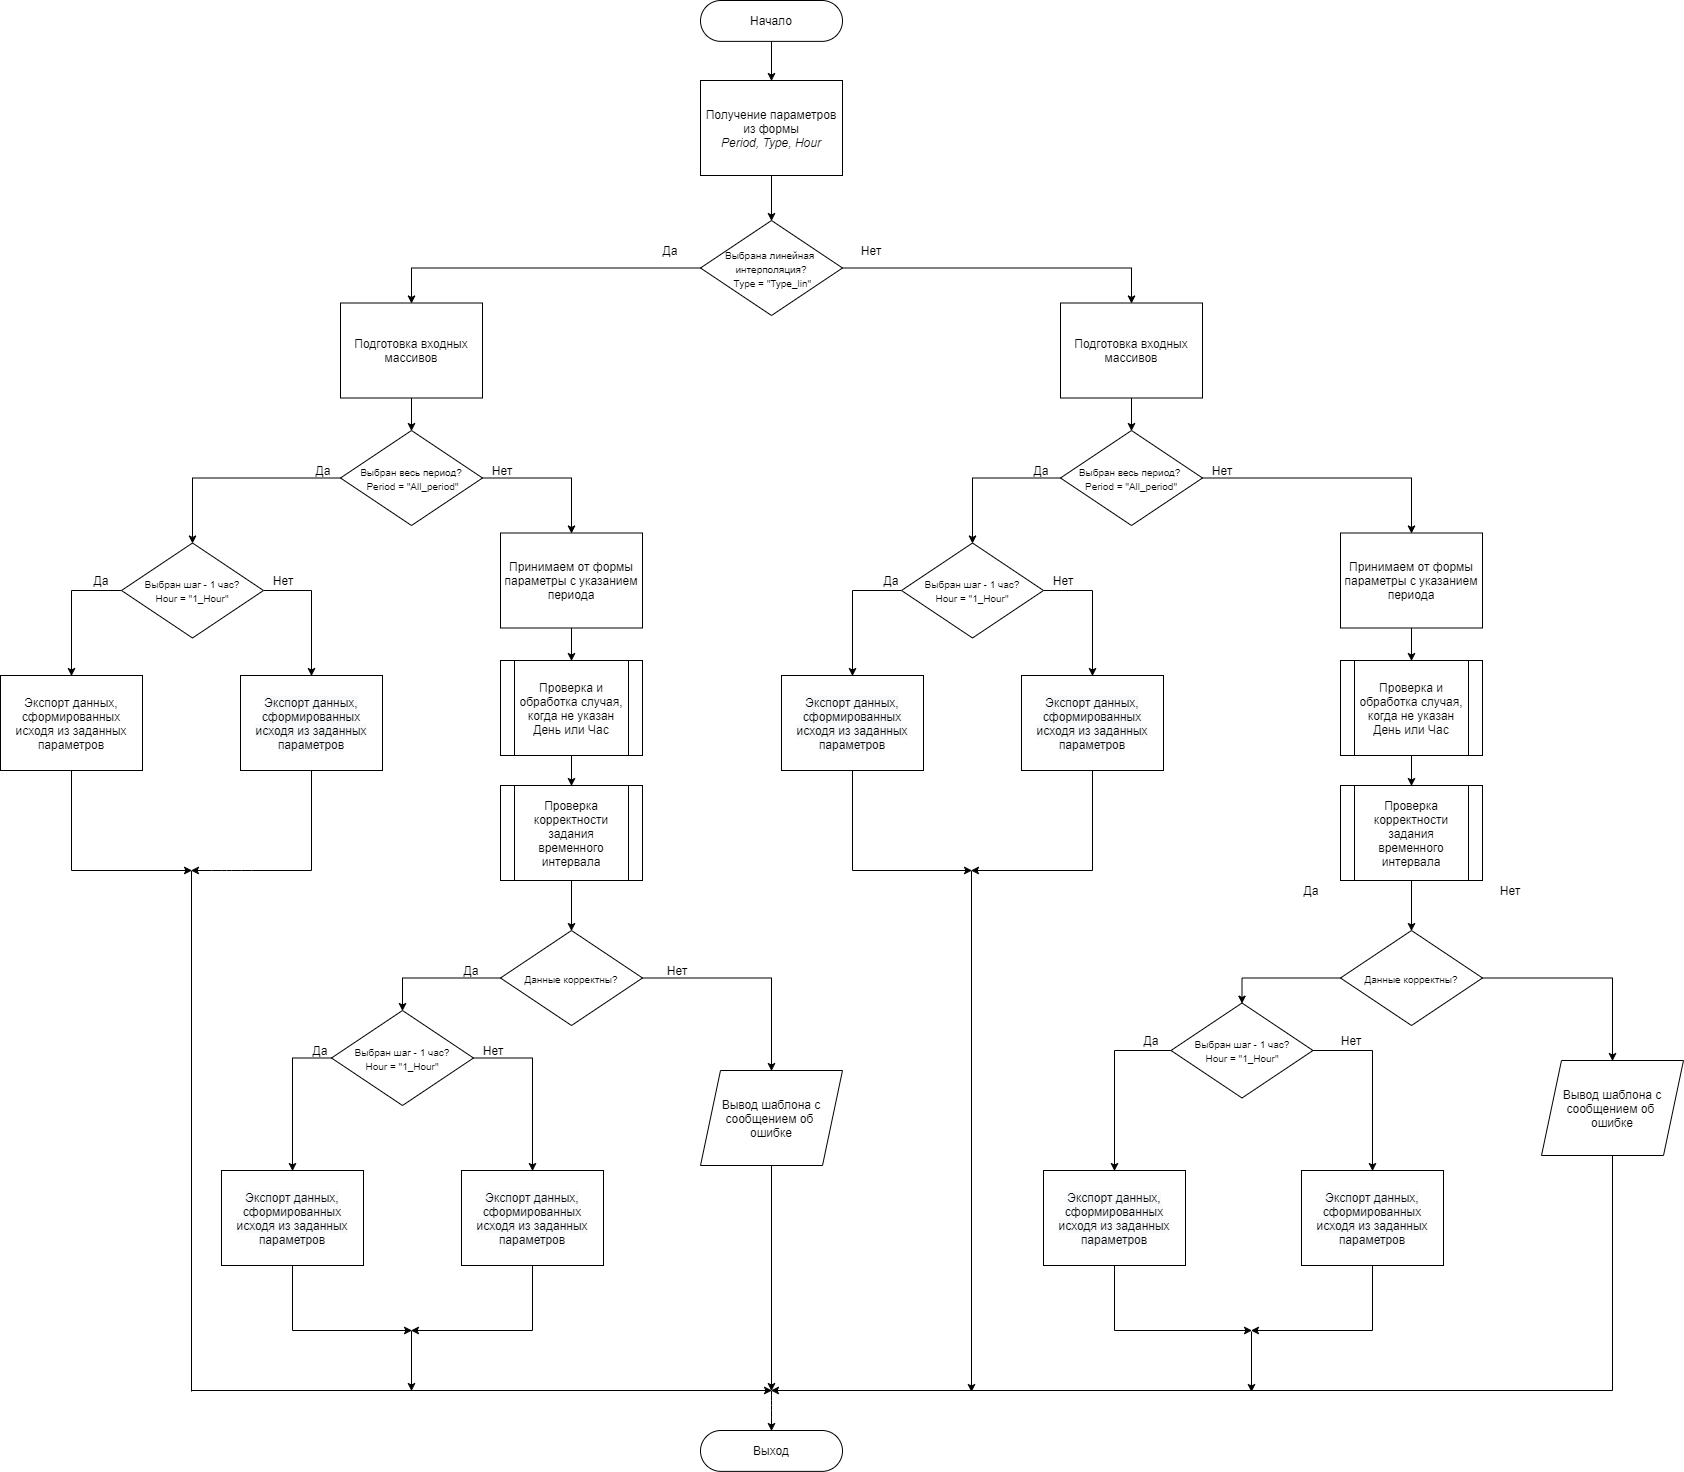 Начало
Получение параметров
из формы
Period, Type, Hour
Да
Нет
Выбрана линейная
интерполяция?
Type = "Type_lin"
Подготовка входных
массивов
Подготовка входных
массивов
Да
Выбран весь период?
Period = "All_period"
Нет
Да
Выбран весь период?
Period = "All_period"
Нет
Да
Выбран шаг - 1 час?
Hour = "1_Hour"
Нет
Принимаем от формы
параметры с указанием
периода
Да
Выбран шаг - 1 час?
Hour = "1_Hour"
Нет
Принимаем от формы
параметры с указанием
периода
Экспорт данных,
сформированных
исходя из заданных
параметров
Экспорт данных,
сформированных
исходя из заданных
параметров
Проверка и
обработка случая,
когда не указан
День или Час
Экспорт данных,
сформированных
исходя из заданных
параметров
Экспорт данных,
сформированных
исходя из заданных
параметров
Проверка и
обработка случая,
когда не указан
День или Час
Проверка
корректности
задания
временного
интервала
Проверка
корректности
задания
временного
интервала
Да
Нет
Да
Данные корректны?
Нет
Данные корректны?
Да
Выбран шаг - 1 час?
Hour = "1_Hour"
Нет
Да
Выбран шаг - 1 час?
Hour = "1_Hour"
Нет
Вывод шаблона с
сообщением об
ошибке
Вывод шаблона с
сообщением об
ошибке
Экспорт данных,
сформированных
исходя из заданных
параметров
Экспорт данных,
сформированных
исходя из заданных
параметров
Экспорт данных,
сформированных
исходя из заданных
параметров
Экспорт данных,
сформированных
исходя из заданных
параметров
Выход